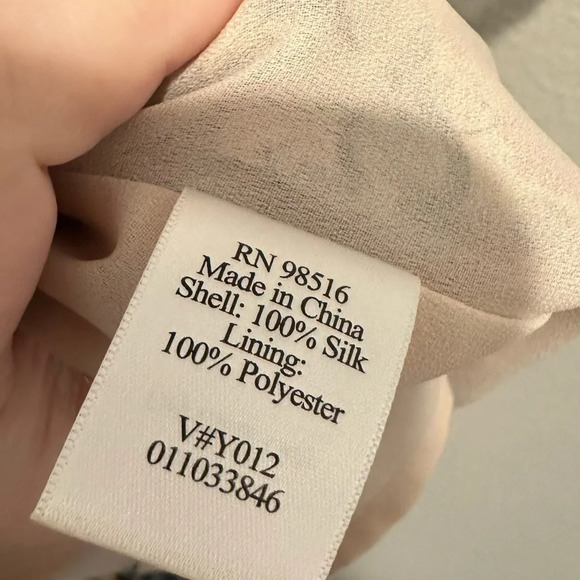 RN 98516
Made in China
Shell: 100% Silk
Lining:
100% Polyester
V#Y012
011033846